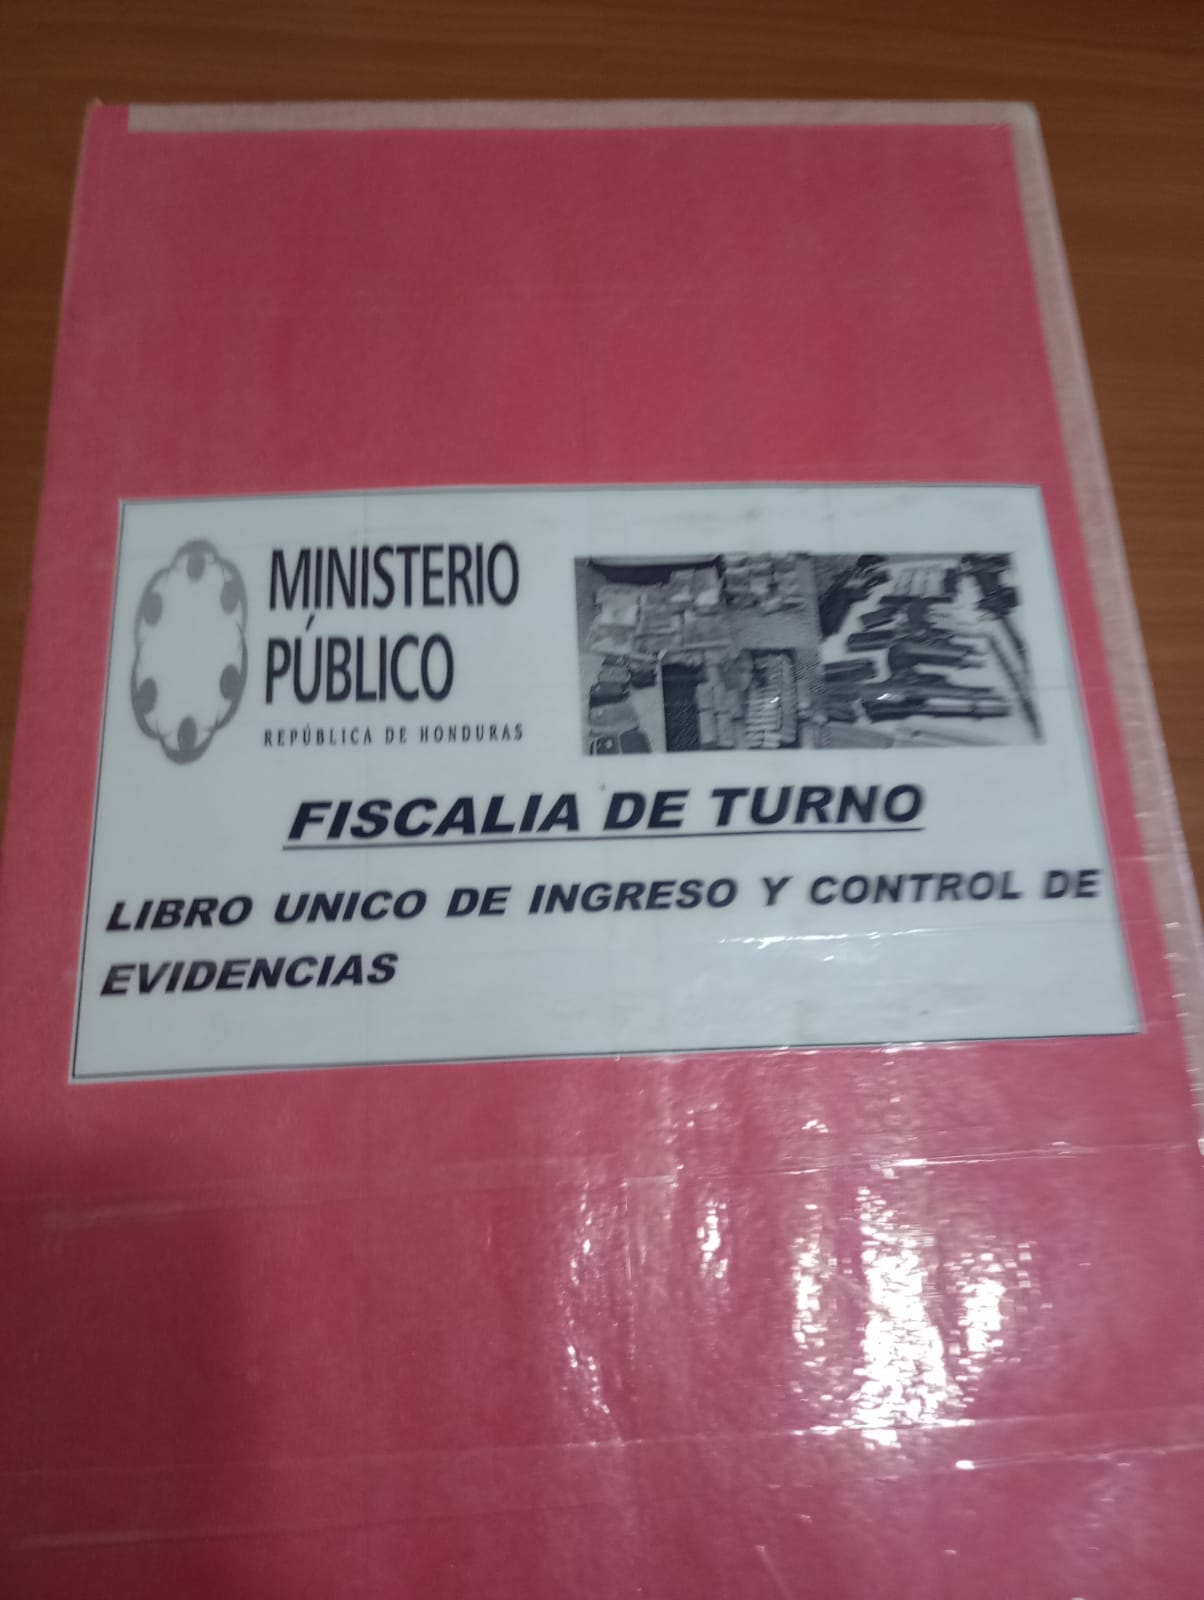 MINISTERIO
PÚBLICO
REPÚBLICA DE HONDURAS
FISCALIA DE TURNO
LIBRO UNICO DE INGRESO Y CONTROL DE
EVIDENCIAS